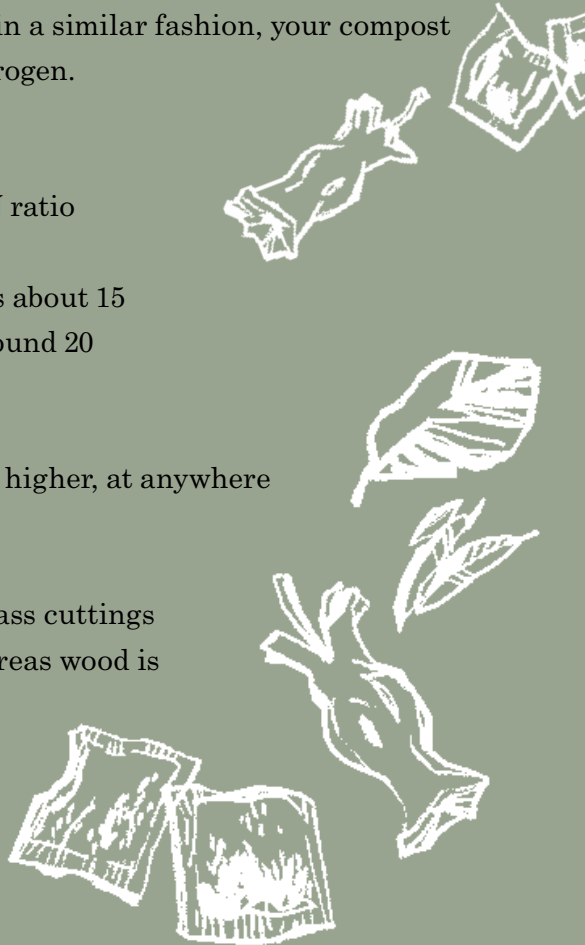 in a similar fashion, your compost
rogen.
ratio
about 15
ound 20
higher, at anywhere
ass cuttings
reas wood is